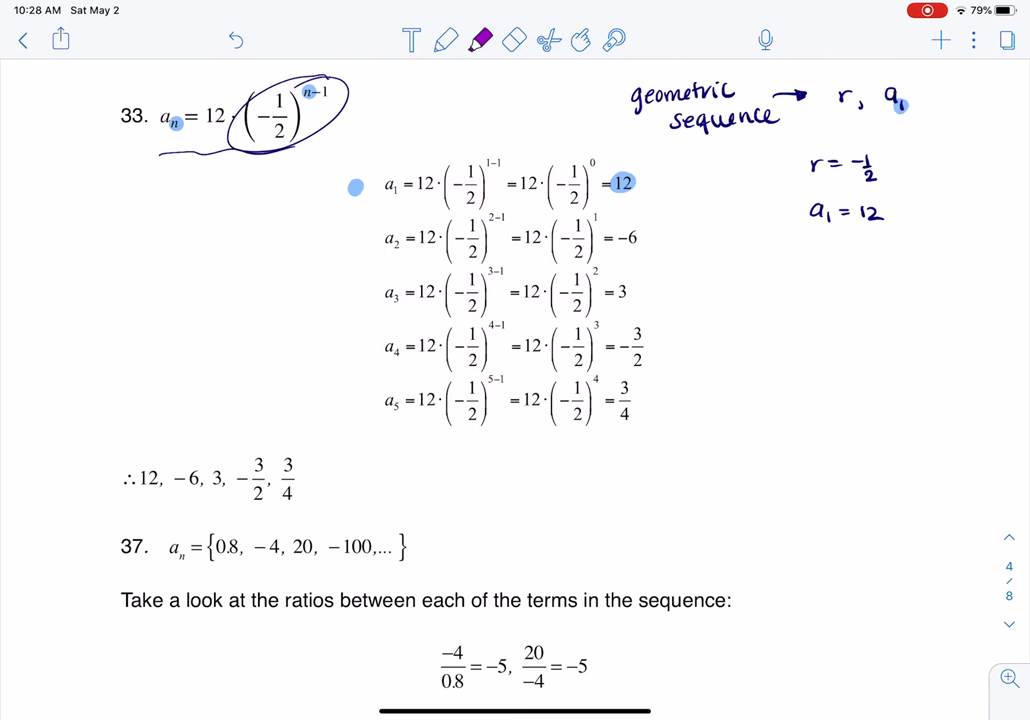 10:28 AM Sat May 2 79%
T
33. aₙ = 12 · (−1/2)ⁿ⁻¹
geometric sequence → r, a₁
r = −1/2
a₁ = 12
a₁ = 12·(−1/2)¹⁻¹ = 12·(−1/2)⁰ = 12
a₂ = 12·(−1/2)²⁻¹ = 12·(−1/2)¹ = −6
a₃ = 12·(−1/2)³⁻¹ = 12·(−1/2)² = 3
a₄ = 12·(−1/2)⁴⁻¹ = 12·(−1/2)³ = −3/2
a₅ = 12·(−1/2)⁵⁻¹ = 12·(−1/2)⁴ = 3/4
∴ 12, −6, 3, −3/2, 3/4
37. aₙ = {0.8, −4, 20, −100,... }
Take a look at the ratios between each of the terms in the sequence:
−4/0.8 = −5, 20/−4 = −5
4
/
8